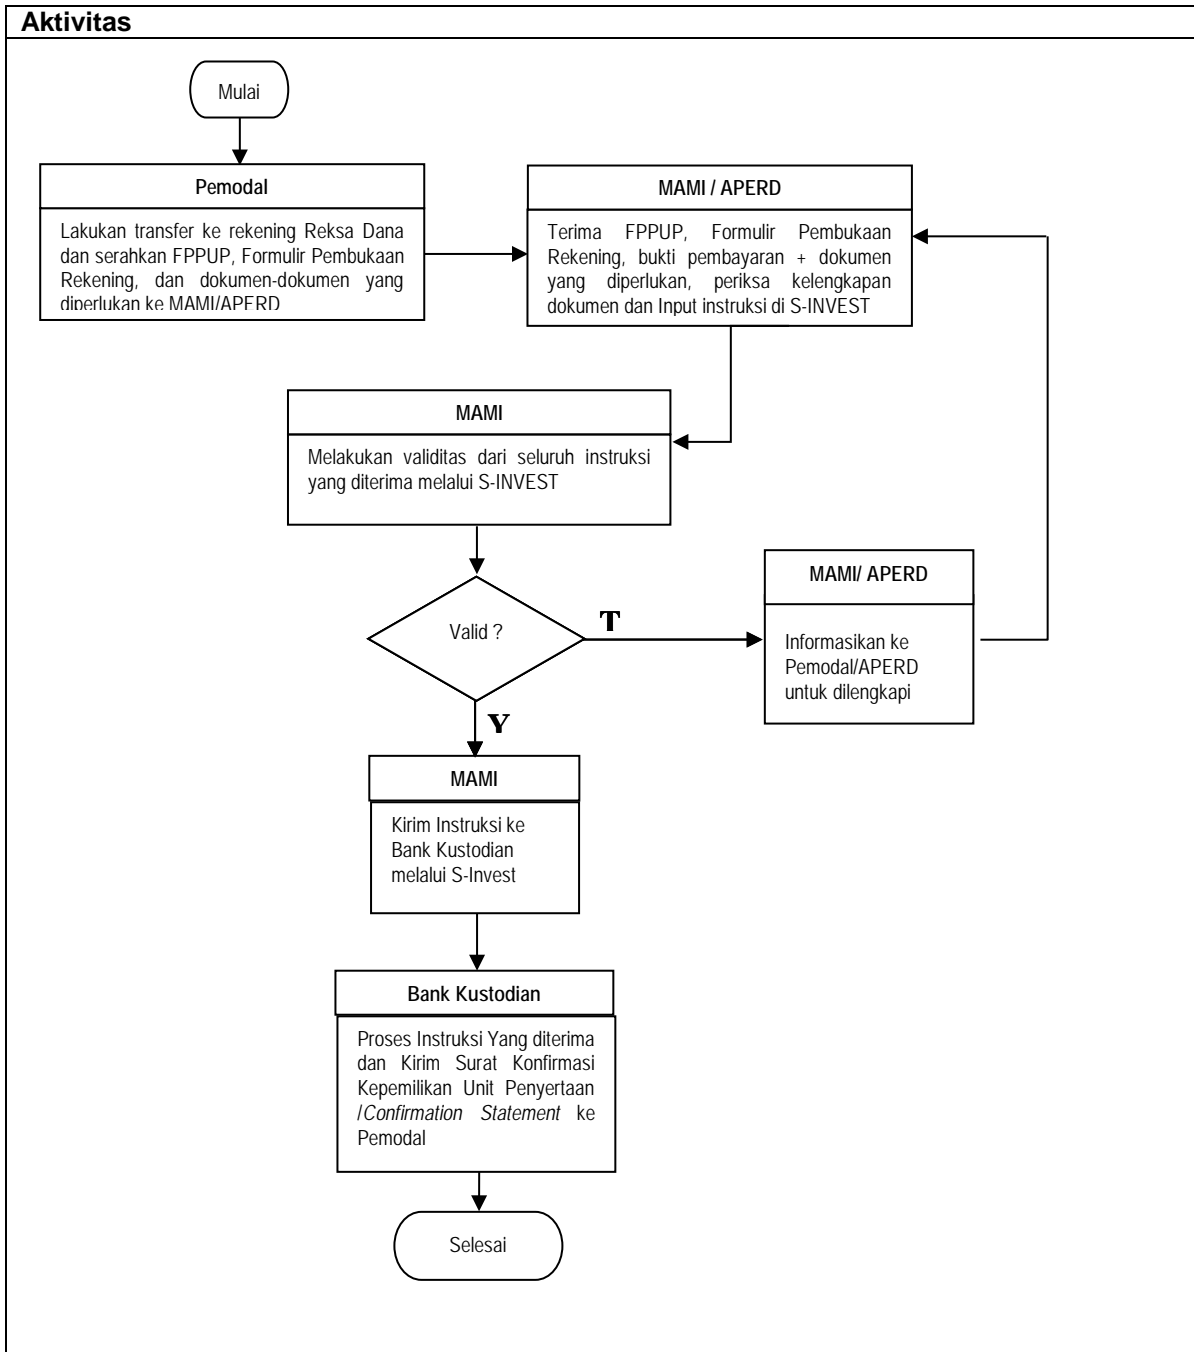 Aktivitas
Mulai
Pemodal
Lakukan transfer ke rekening Reksa Dana
dan serahkan FPPUP, Formulir Pembukaan
Rekening, dan dokumen-dokumen yang
diperlukan ke MAMI/APERD
MAMI / APERD
Terima FPPUP, Formulir Pembukaan
Rekening, bukti pembayaran + dokumen
yang diperlukan, periksa kelengkapan
dokumen dan Input instruksi di S-INVEST
MAMI
Melakukan validitas dari seluruh instruksi
yang diterima melalui S-INVEST
Valid ?
T
MAMI/ APERD
Informasikan ke
Pemodal/APERD
untuk dilengkapi
Y
MAMI
Kirim Instruksi ke
Bank Kustodian
melalui S-Invest
Bank Kustodian
Proses Instruksi Yang diterima
dan Kirim Surat Konfirmasi
Kepemilikan Unit Penyertaan
/Confirmation Statement ke
Pemodal
Selesai